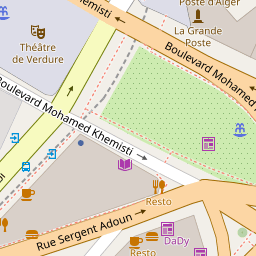 Poste d'Alger
La Grande
Poste
Théâtre
de Verdure
Khemisti
Boulevard Mohamed
Boulevard Mohamed Khemisti
Resto
Rue Sergent Adoun
DaDy
Resto